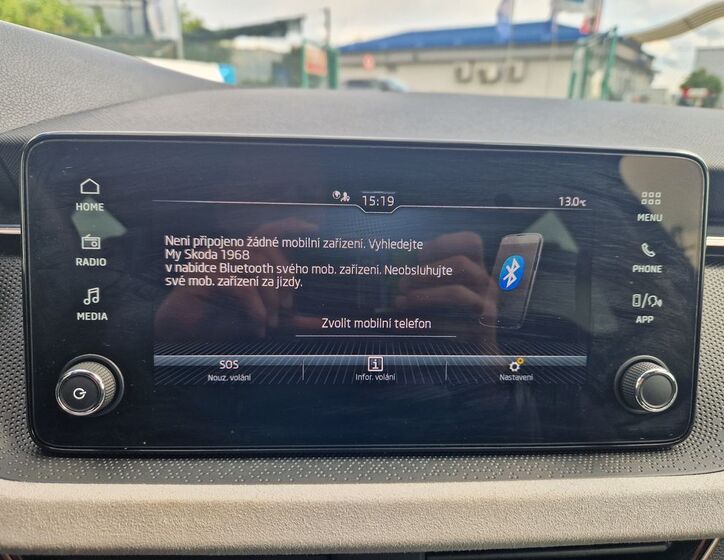 15:19
13.0°C
HOME
RADIO
MEDIA
Není připojeno žádné mobilní zařízení. Vyhledejte
My Skoda 1968
v nabídce Bluetooth svého mob. zařízení. Neobsluhujte
své mob. zařízení za jízdy.
Zvolit mobilní telefon
SOS
Nouz. volání
i
Infor. volání
Nastavení
MENU
PHONE
APP